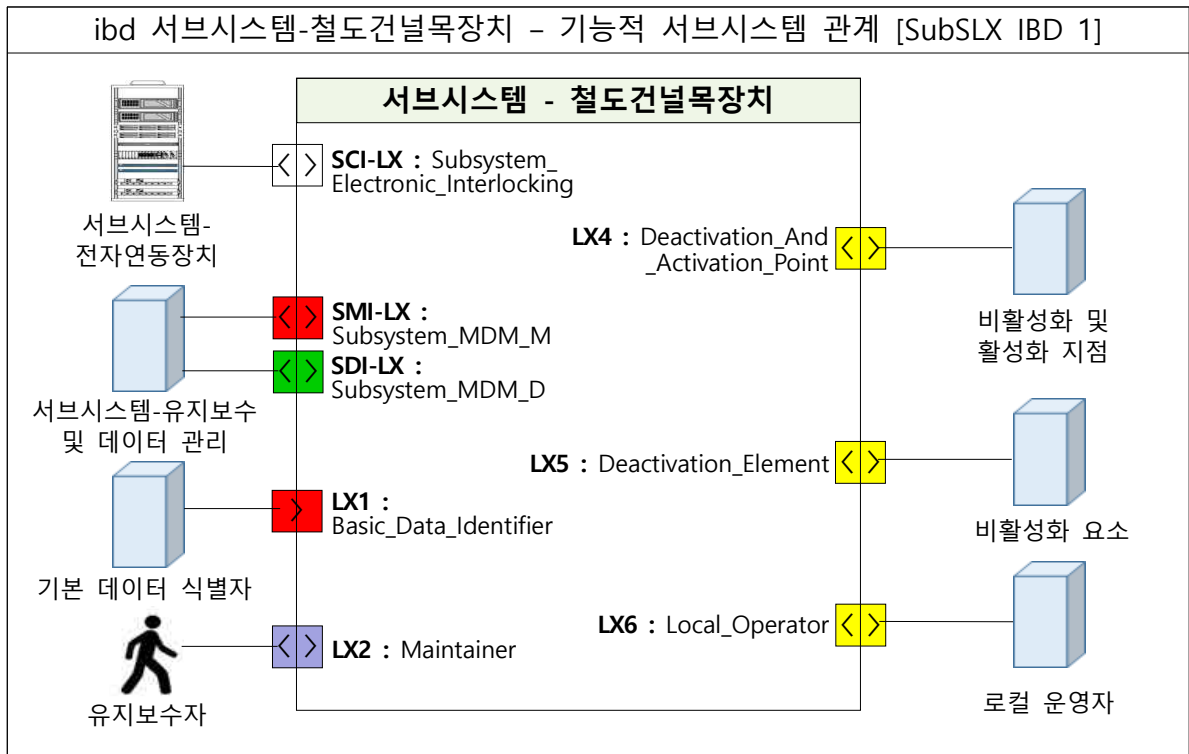 ibd 서브시스템-철도건널목장치 – 기능적 서브시스템 관계 [SubSLX IBD 1]
서브시스템 - 철도건널목장치
SCI-LX : Subsystem_
Electronic_Interlocking
서브시스템-
전자연동장치
LX4 : Deactivation_And
_Activation_Point
비활성화 및
활성화 지점
SMI-LX :
Subsystem_MDM_M
SDI-LX :
Subsystem_MDM_D
서브시스템-유지보수
및 데이터 관리
LX5 : Deactivation_Element
비활성화 요소
LX1 :
Basic_Data_Identifier
기본 데이터 식별자
LX6 : Local_Operator
로컬 운영자
LX2 : Maintainer
유지보수자